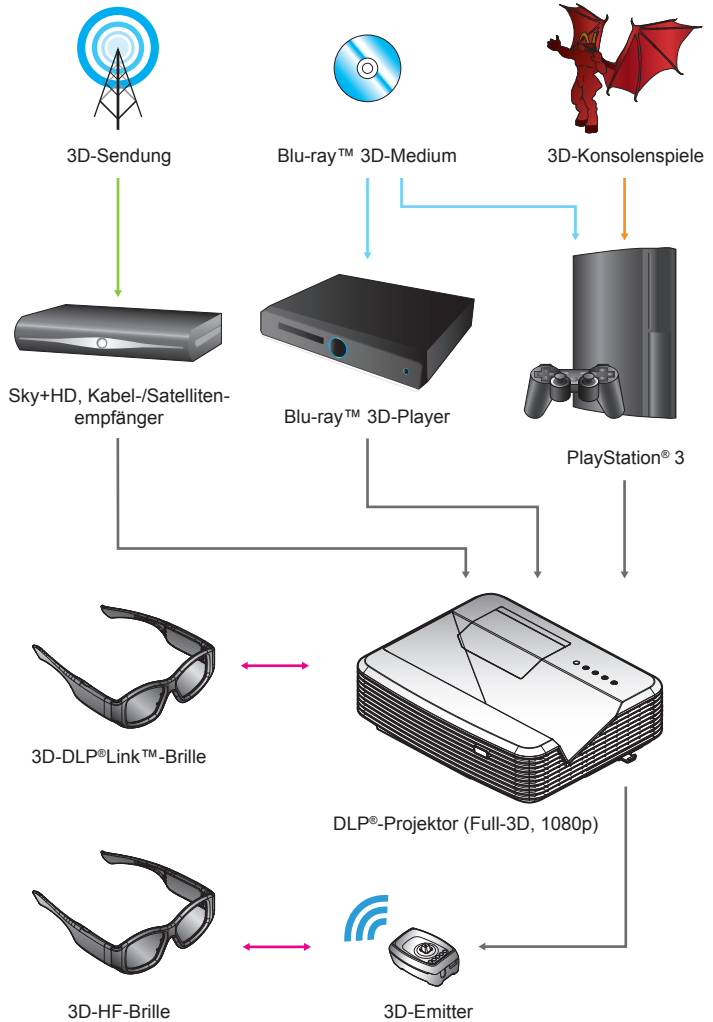 3D-Sendung
Blu-ray™ 3D-Medium
3D-Konsolenspiele
Sky+HD, Kabel-/Satelliten-
empfänger
Blu-ray™ 3D-Player
PlayStation® 3
3D-DLP®Link™-Brille
DLP®-Projektor (Full-3D, 1080p)
3D-HF-Brille
3D-Emitter